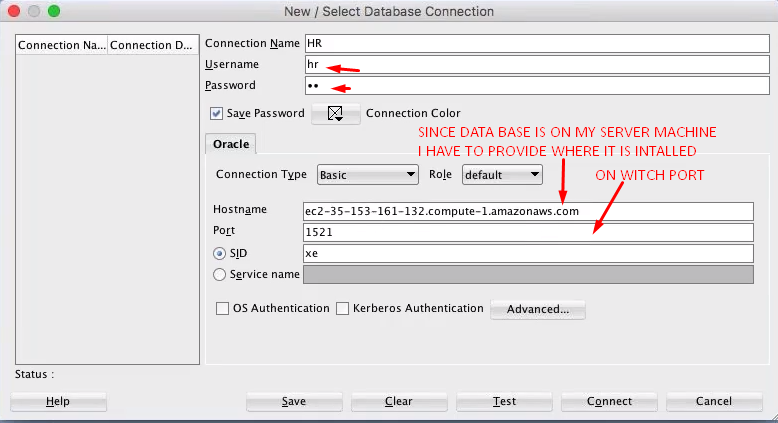 New / Select Database Connection
Connection Na... Connection D...
Connection Name HR
Username hr
Password ••
Save Password Connection Color
SINCE DATA BASE IS ON MY SERVER MACHINE
I HAVE TO PROVIDE WHERE IT IS INTALLED
Oracle
ON WITCH PORT
Connection Type Basic Role default
Hostname ec2-35-153-161-132.compute-1.amazonaws.com
Port 1521
SID xe
Service name
OS Authentication Kerberos Authentication Advanced...
Status :
Help Save Clear Test Connect Cancel